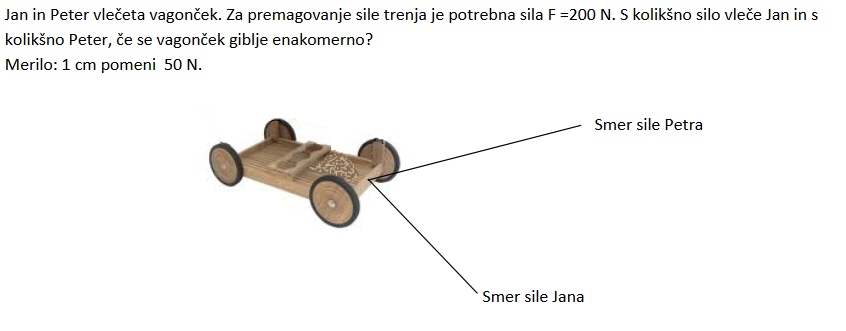 Jan in Peter vlečeta vagonček. Za premagovanje sile trenja je potrebna sila F =200 N. S kolikšno silo vleče Jan in s
kolikšno Peter, če se vagonček giblje enakomerno?
Merilo: 1 cm pomeni  50 N.
Smer sile Petra
Smer sile Jana